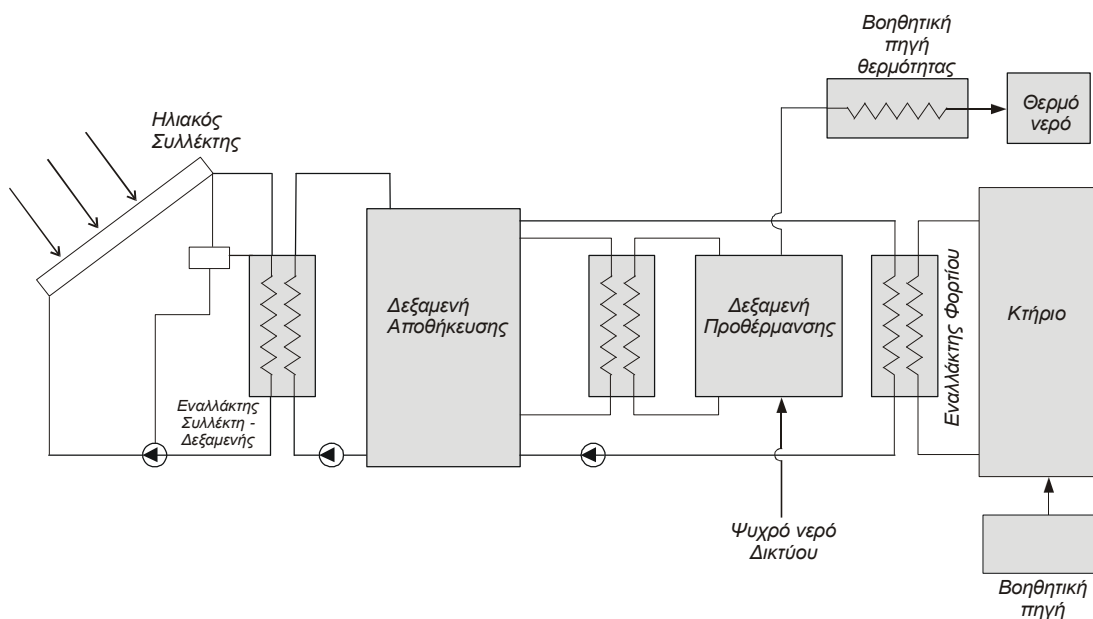 Βοηθητική
πηγή
θερμότητας
Θερμό
νερό
Ηλιακός
Συλλέκτης
Δεξαμενή
Αποθήκευσης
Δεξαμενή
Προθέρμανσης
Εναλλάκτης Φορτίου
Κτήριο
Εναλλάκτης
Συλλέκτη -
Δεξαμενής
Ψυχρό νερό
Δικτύου
Βοηθητική
πηγή